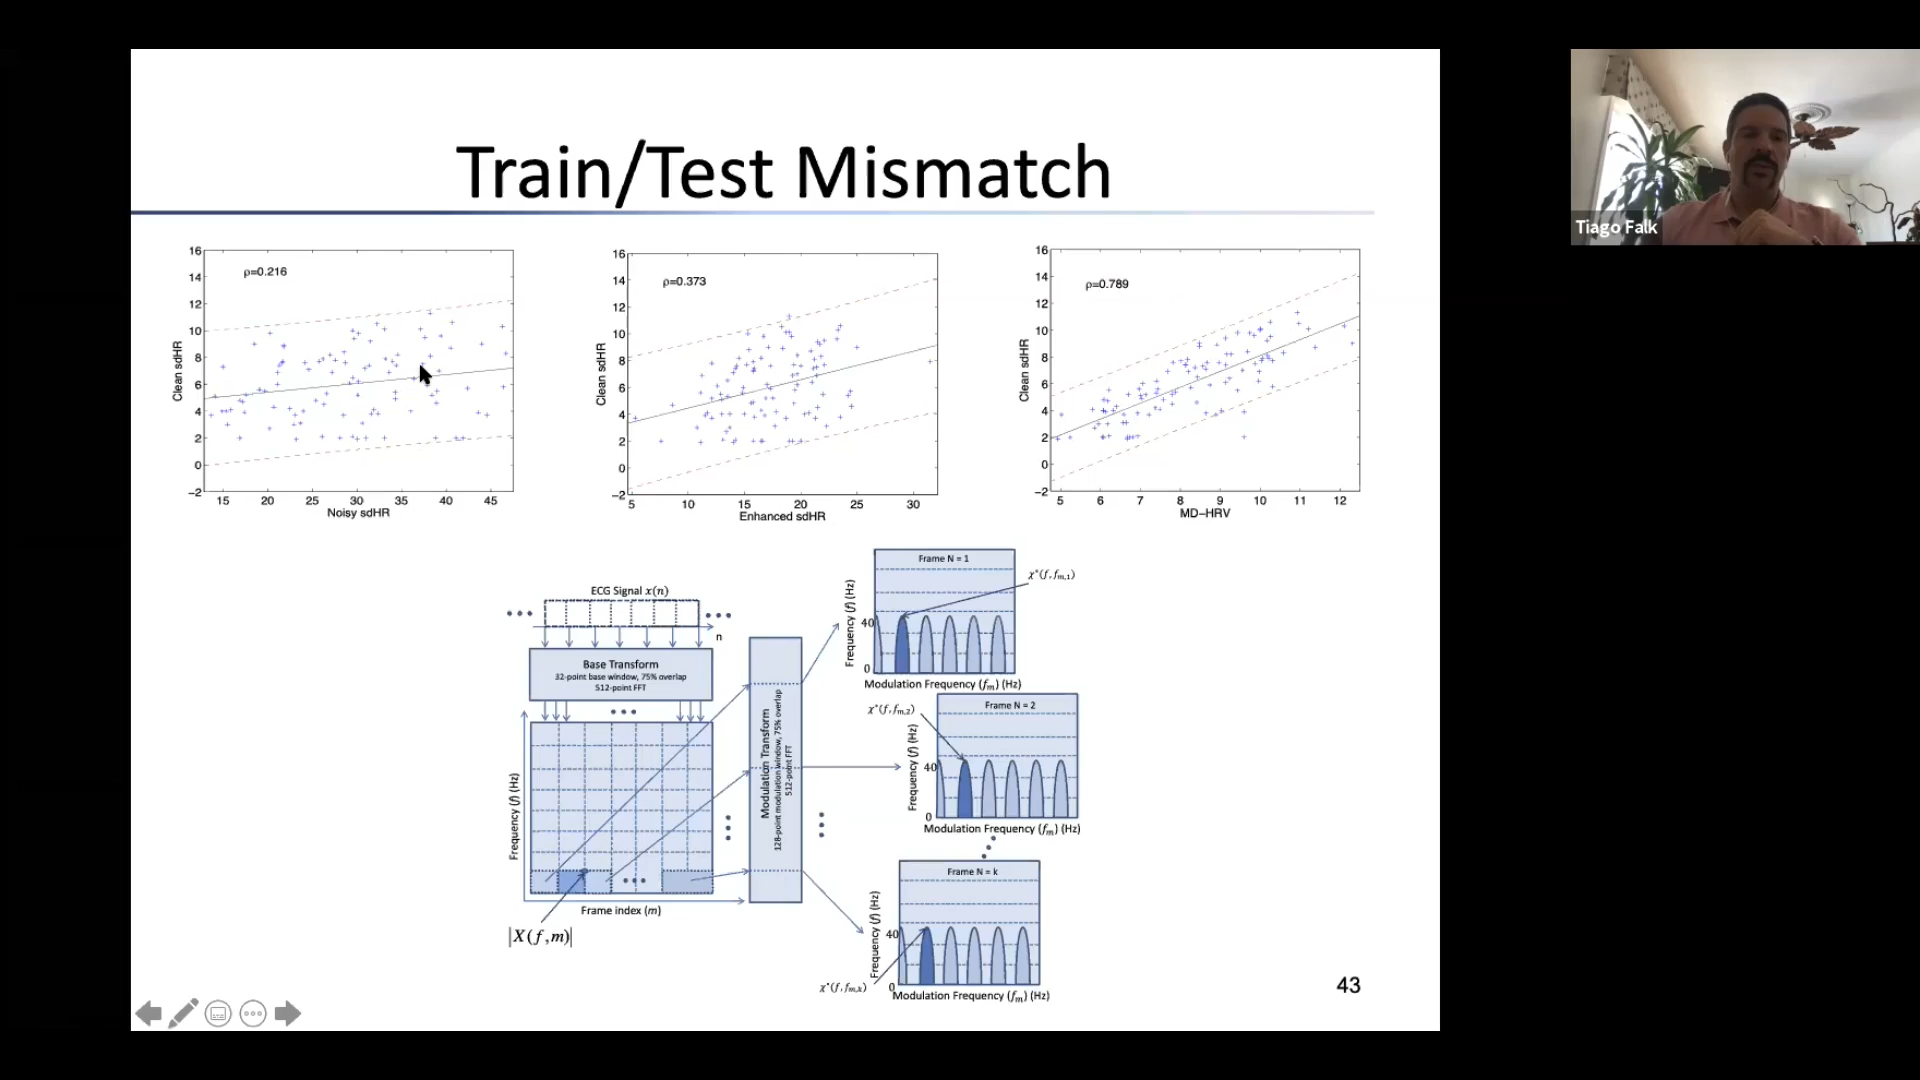 Train/Test Mismatch
Tiago Falk
16
14
12
10
8
6
4
2
0
−2
ρ=0.216
Clean sdHR
15 20 25 30 35 40 45
Noisy sdHR
16
14
12
10
8
6
4
2
0
−2
ρ=0.373
Clean sdHR
5 10 15 20 25 30
Enhanced sdHR
16
14
12
10
8
6
4
2
0
−2
ρ=0.789
Clean sdHR
5 6 7 8 9 10 11 12
MD−HRV
ECG Signal x(n)
n
Base Transform
32-point base window, 75% overlap
512-point FFT
Frequency (f) (Hz)
Frame index (m)
|X(f,m)|
Modulation Transform
128-point modulation window, 75% overlap
512-point FFT
Frame N = 1
χ*(f,fm,1)
Frequency (f) (Hz)
40
0
Modulation Frequency (fm) (Hz)
Frame N = 2
χ*(f,fm,2)
Frequency (f) (Hz)
40
0
Modulation Frequency (fm) (Hz)
Frame N = k
χ*(f,fm,k)
Frequency (f) (Hz)
40
0
Modulation Frequency (fm) (Hz)
43